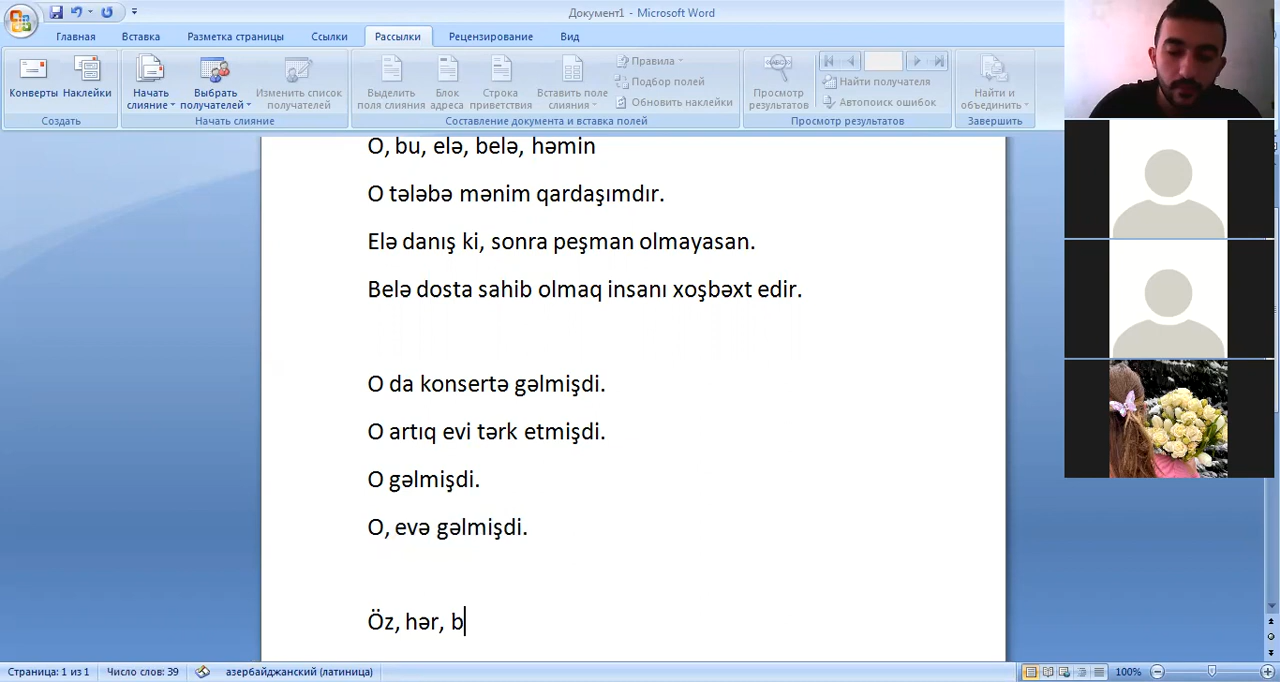 Документ1 - Microsoft Word
Главная Вставка Разметка страницы Ссылки Рассылки Рецензирование Вид
Конверты Наклейки
Создать
Начать слияние
Выбрать получателей
Изменить список получателей
Начать слияние
Выделить поля слияния
Блок адреса
Строка приветствия
Вставить поле слияния
Правила
Подбор полей
Обновить наклейки
Составление документа и вставка полей
ABC
Просмотр результатов
Найти получателя
Автопоиск ошибок
Просмотр результатов
Найти и объединить
Завершить
O, bu, elə, belə, həmin
O tələbə mənim qardaşımdır.
Elə danış ki, sonra peşman olmayasan.
Belə dosta sahib olmaq insanı xoşbəxt edir.
O da konsertə gəlmişdi.
O artıq evi tərk etmişdi.
O gəlmişdi.
O, evə gəlmişdi.
Öz, hər, b
Страница: 1 из 1 Число слов: 39 азербайджанский (латиница) 100%